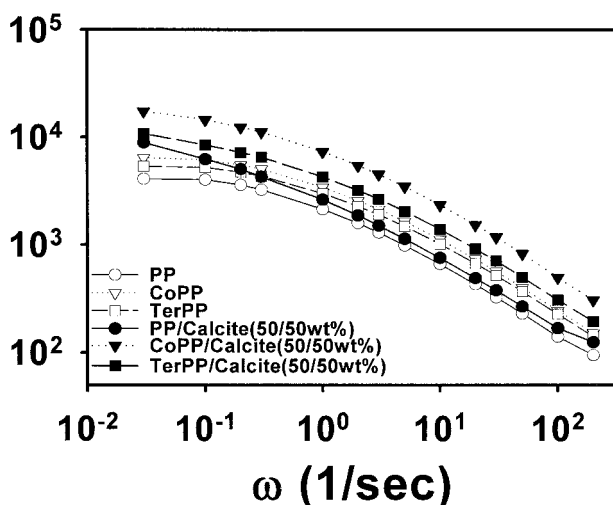 10^5
10^4
10^3
10^2
PP
CoPP
TerPP
PP/Calcite(50/50wt%)
CoPP/Calcite(50/50wt%)
TerPP/Calcite(50/50wt%)
10^-2 10^-1 10^0 10^1 10^2
ω (1/sec)